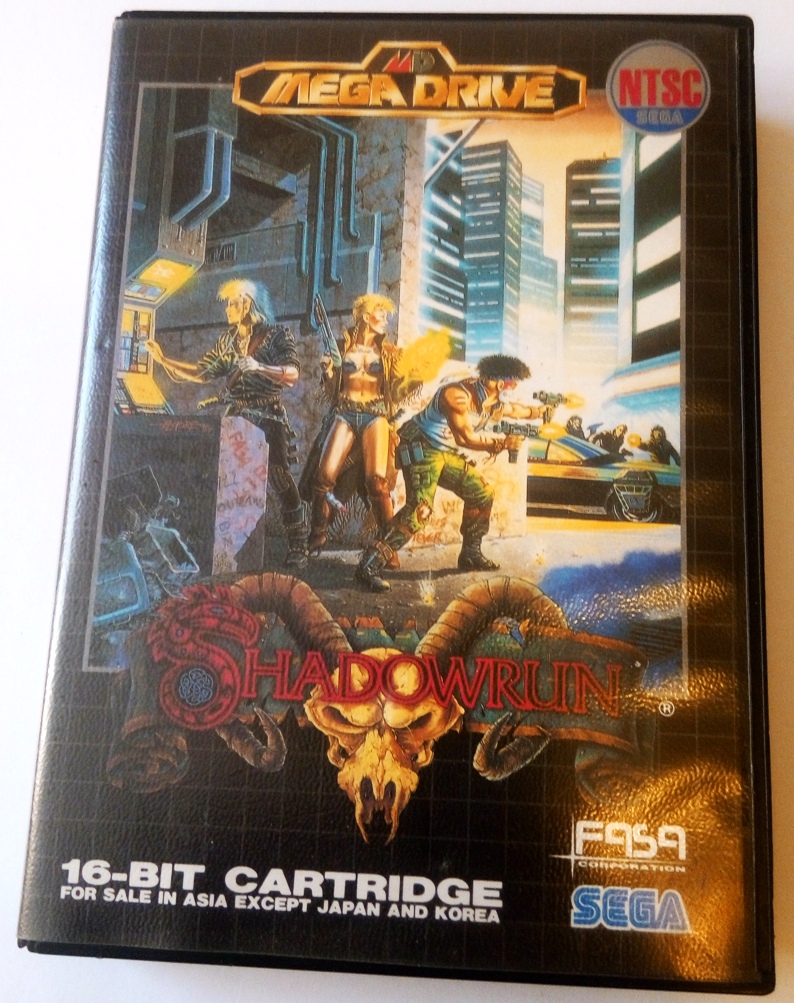 MD
MEGA DRIVE
NTSC
SEGA
SHADOWRUN
®
FASA
CORPORATION
16-BIT CARTRIDGE
FOR SALE IN ASIA EXCEPT JAPAN AND KOREA
SEGA